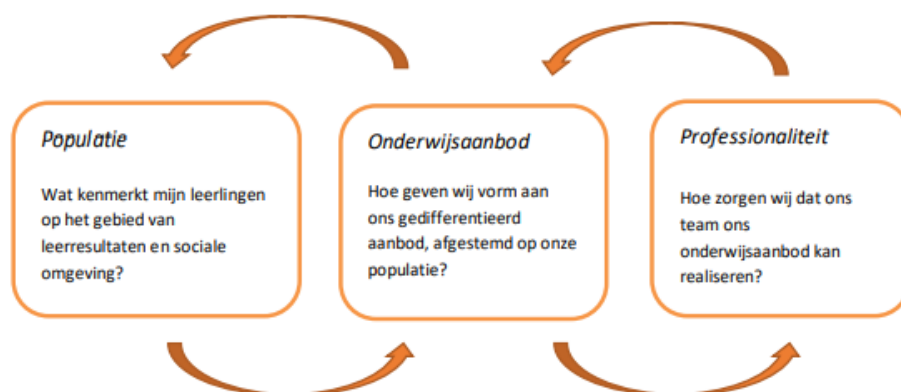 Populatie
Wat kenmerkt mijn leerlingen
op het gebied van
leerresultaten en sociale
omgeving?
Onderwijsaanbod
Hoe geven wij vorm aan
ons gedifferentieerd
aanbod, afgestemd op onze
populatie?
Professionaliteit
Hoe zorgen wij dat ons
team ons
onderwijsaanbod kan
realiseren?